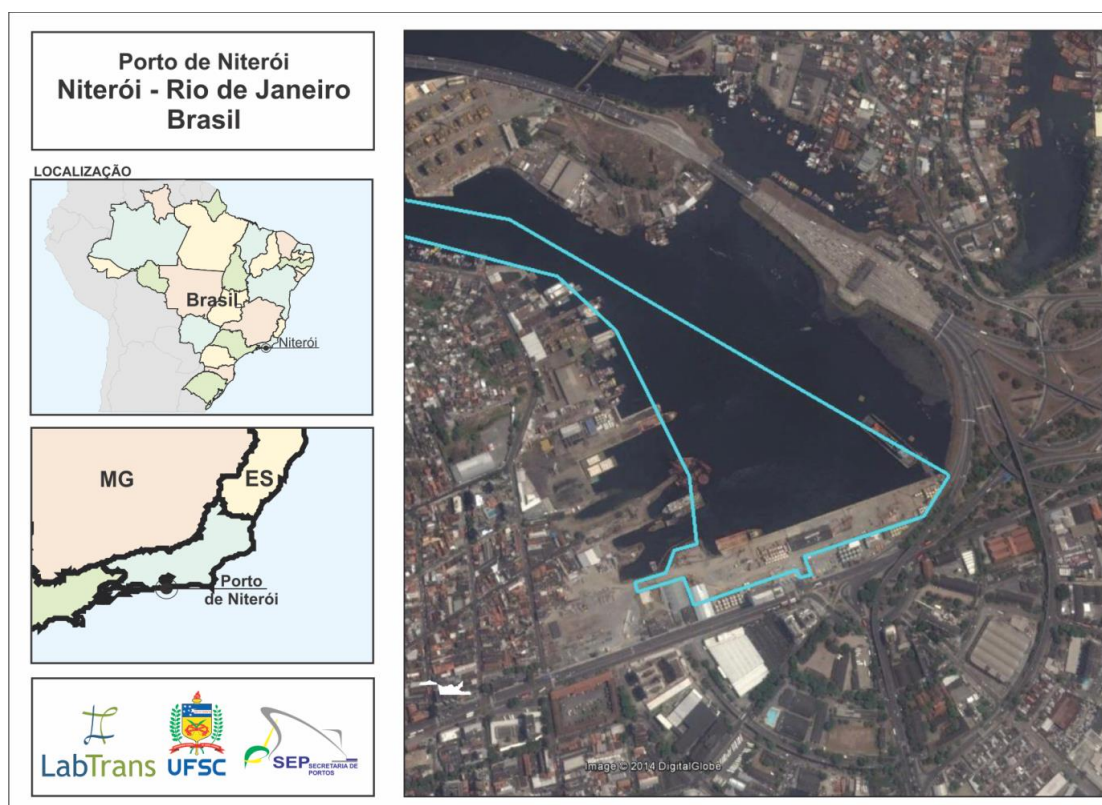 Porto de Niterói
Niterói - Rio de Janeiro
Brasil
LOCALIZAÇÃO
Brasil
Niterói
MG
ES
Porto
de Niterói
LabTrans
UFSC
SEP SECRETARIA DE
PORTOS
Image © 2014 DigitalGlobe